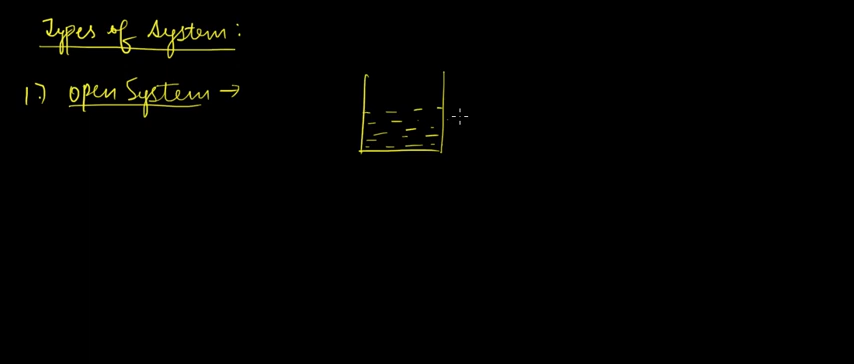 Types of System:
1.) open System →